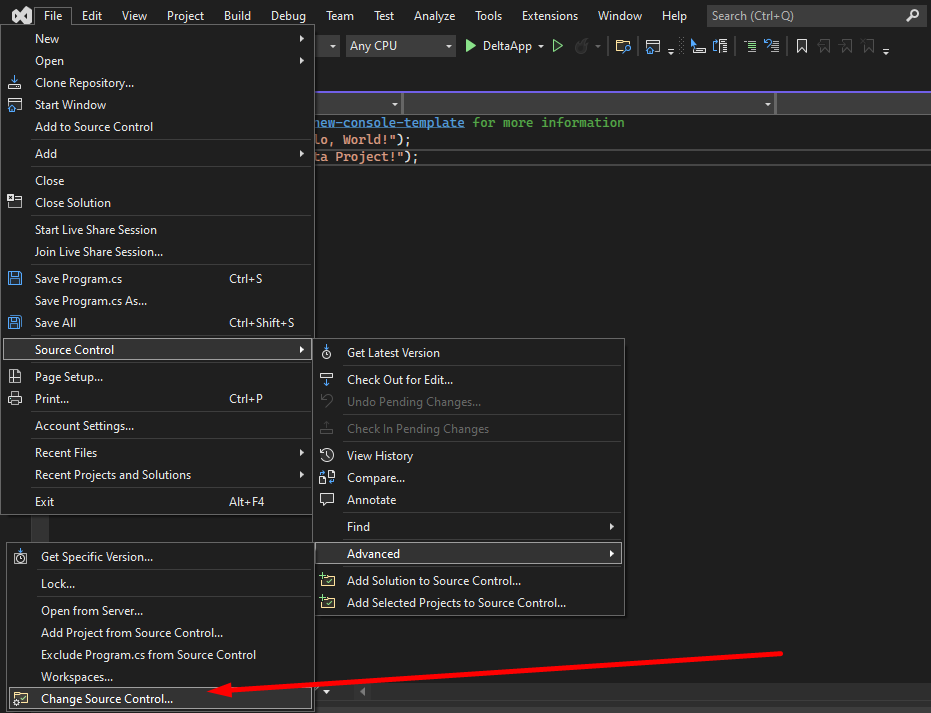 File Edit View Project Build Debug Team Test Analyze Tools Extensions Window Help Search (Ctrl+Q)
Any CPU DeltaApp
New
Open
Clone Repository...
Start Window
Add to Source Control
Add
Close
Close Solution
Start Live Share Session
Join Live Share Session...
Save Program.cs Ctrl+S
Save Program.cs As...
Save All Ctrl+Shift+S
Source Control
Page Setup...
Print... Ctrl+P
Account Settings...
Recent Files
Recent Projects and Solutions
Exit Alt+F4
new-console-template for more information
lo, World!");
ta Project!");
Get Latest Version
Check Out for Edit...
Undo Pending Changes...
Check In Pending Changes
View History
Compare...
Annotate
Find
Advanced
Add Solution to Source Control...
Add Selected Projects to Source Control...
Get Specific Version...
Lock...
Open from Server...
Add Project from Source Control...
Exclude Program.cs from Source Control
Workspaces...
Change Source Control...